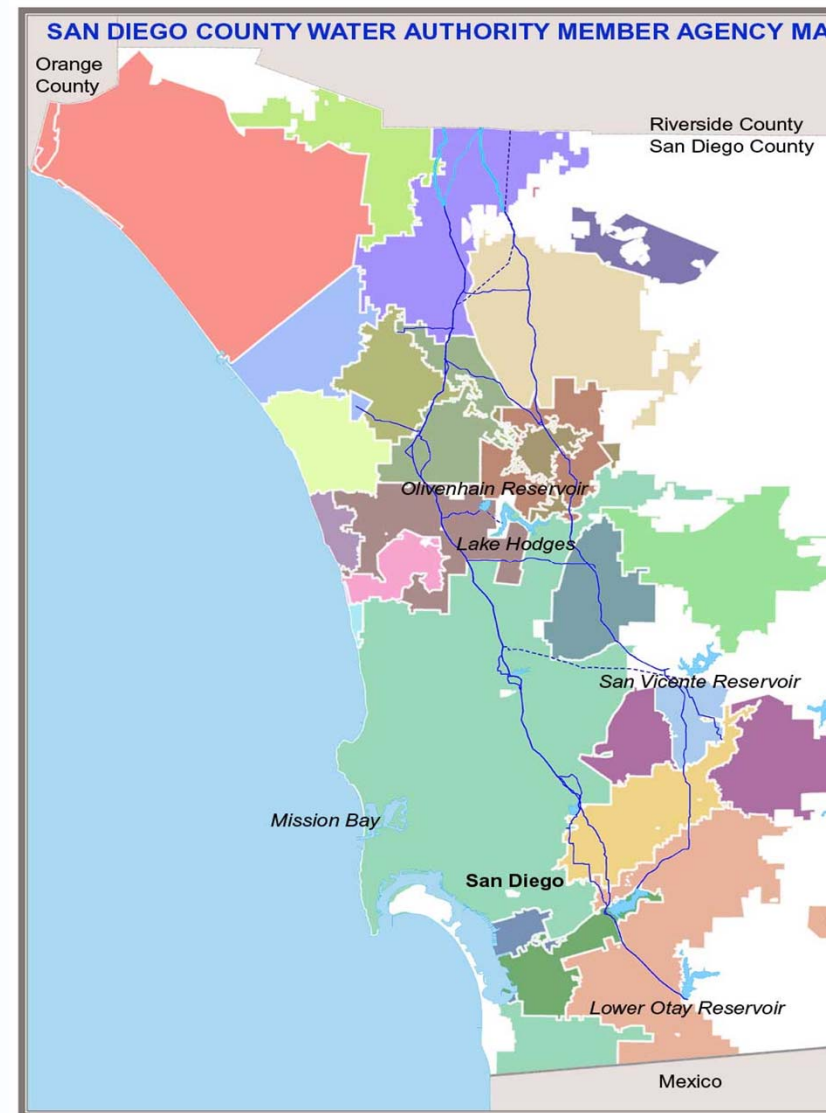 SAN DIEGO COUNTY WATER AUTHORITY MEMBER AGENCY MA
Orange
County
Riverside County
San Diego County
Olivenhain Reservoir
Lake Hodges
San Vicente Reservoir
Mission Bay
San Diego
Lower Otay Reservoir
Mexico